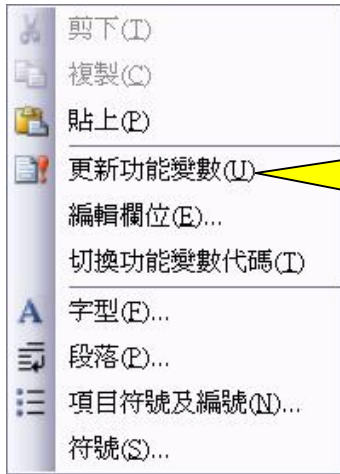 剪下(T)
複製(C)
貼上(P)
更新功能變數(U)
編輯欄位(E)...
切換功能變數代碼(T)
字型(F)...
段落(P)...
項目符號及編號(N)...
符號(S)...